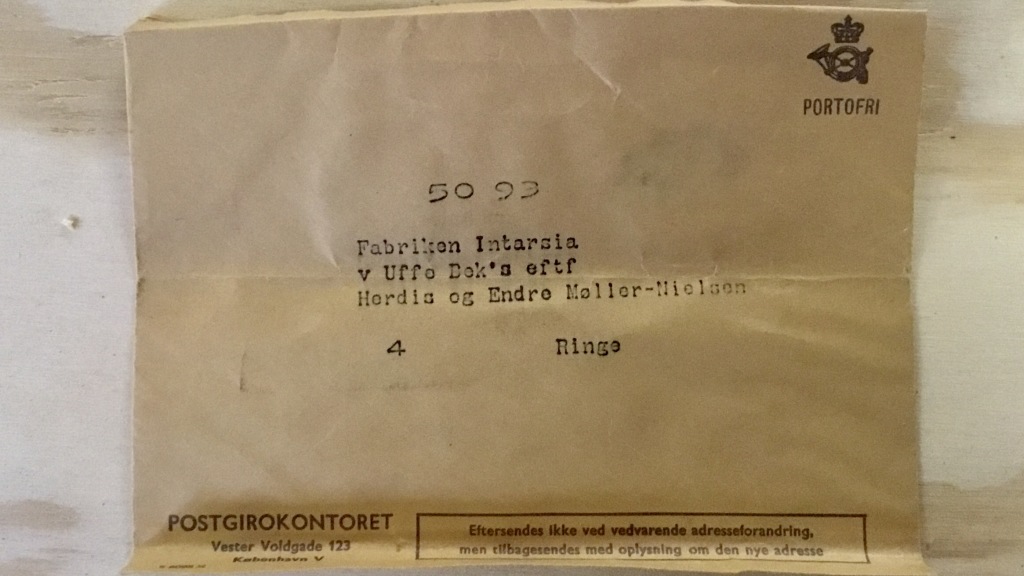 PORTOFRI
50 93
Fabriken Intarsia
v Uffe Bek's eftf
Herdis og Endre Møller-Nielsen
4 Ringe
POSTGIROKONTORET
Vester Voldgade 123
København V
Eftersendes ikke ved vedvarende adresseforandring,
men tilbagesendes med oplysning om den nye adresse